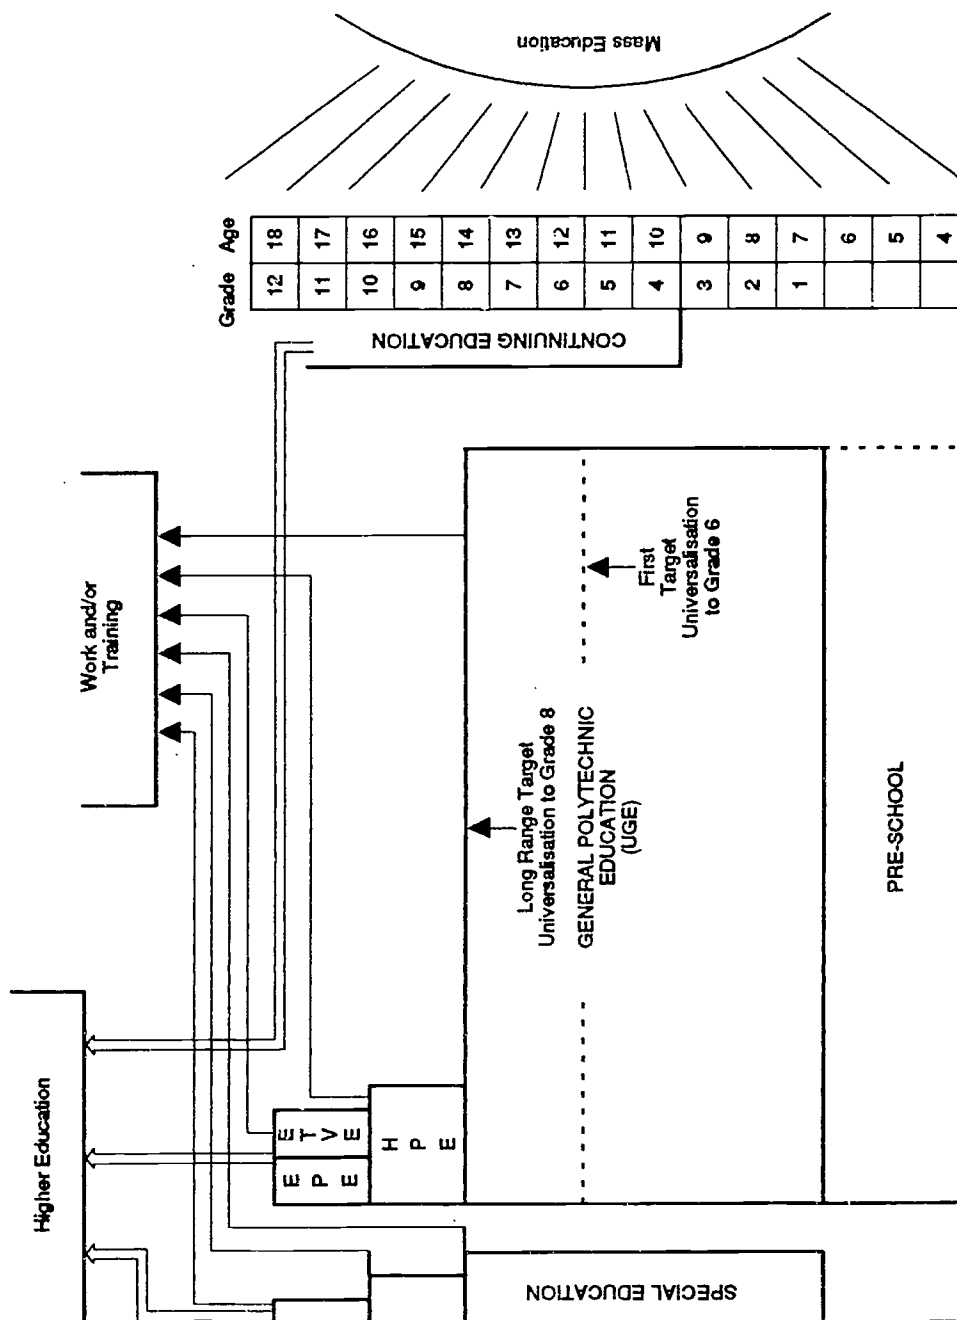 Mass Education
Grade Age
12 18
11 17
10 16
9 15
8 14
7 13
6 12
5 11
4 10
3 9
2 8
1 7
6
5
4
CONTINUING EDUCATION
Work and/or
Training
Higher Education
First
Target
Universalisation
to Grade 6
Long Range Target
Universalisation to Grade 8
GENERAL POLYTECHNIC
EDUCATION
(UGE)
E T V E
E P E
H P E
PRE-SCHOOL
SPECIAL EDUCATION